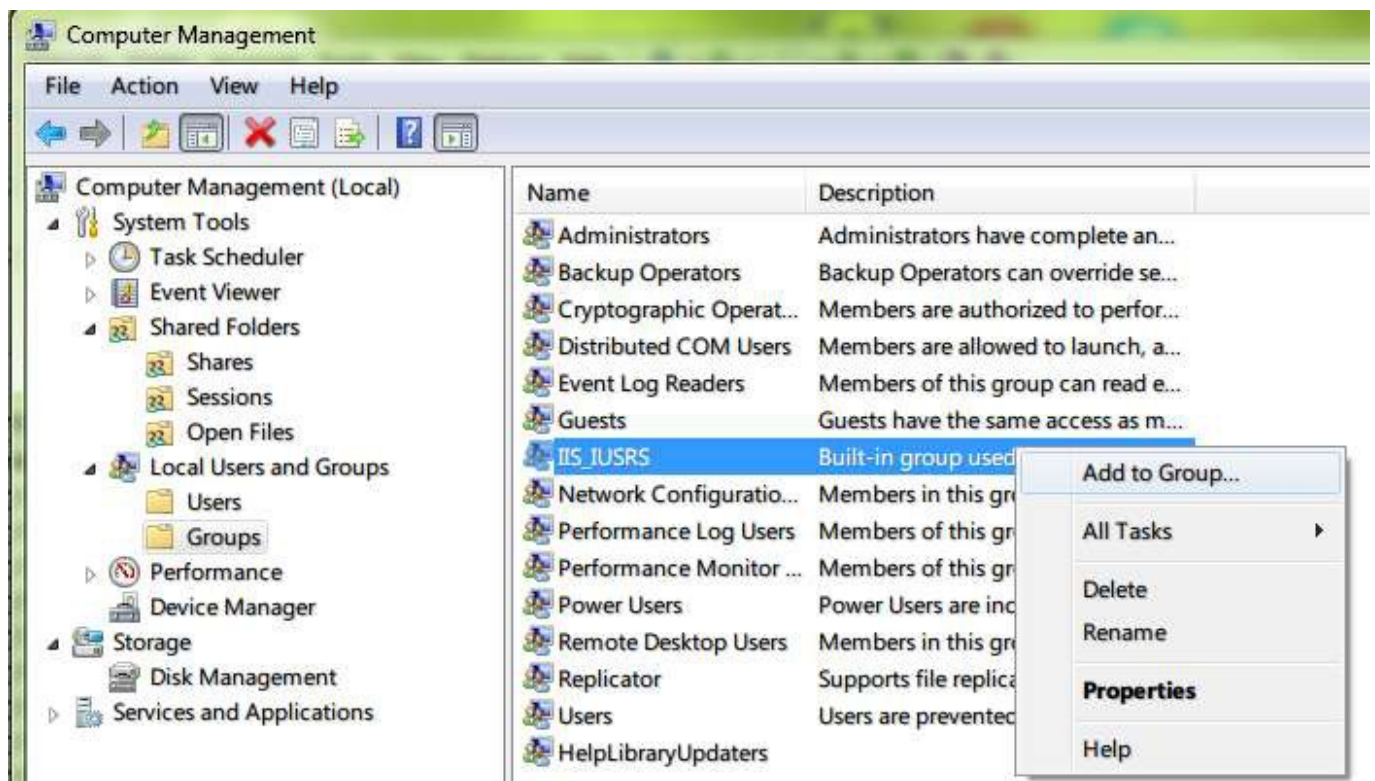 Computer Management
File Action View Help
Computer Management (Local)
System Tools
Task Scheduler
Event Viewer
Shared Folders
Shares
Sessions
Open Files
Local Users and Groups
Users
Groups
Performance
Device Manager
Storage
Disk Management
Services and Applications
Name Description
Administrators Administrators have complete an...
Backup Operators Backup Operators can override se...
Cryptographic Operat... Members are authorized to perfor...
Distributed COM Users Members are allowed to launch, a...
Event Log Readers Members of this group can read e...
Guests Guests have the same access as m...
IIS_IUSRS Built-in group used
Network Configuratio... Members in this gr
Performance Log Users Members of this gr
Performance Monitor ... Members of this gr
Power Users Power Users are inc
Remote Desktop Users Members in this gr
Replicator Supports file replica
Users Users are prevented
HelpLibraryUpdaters
Add to Group...
All Tasks
Delete
Rename
Properties
Help